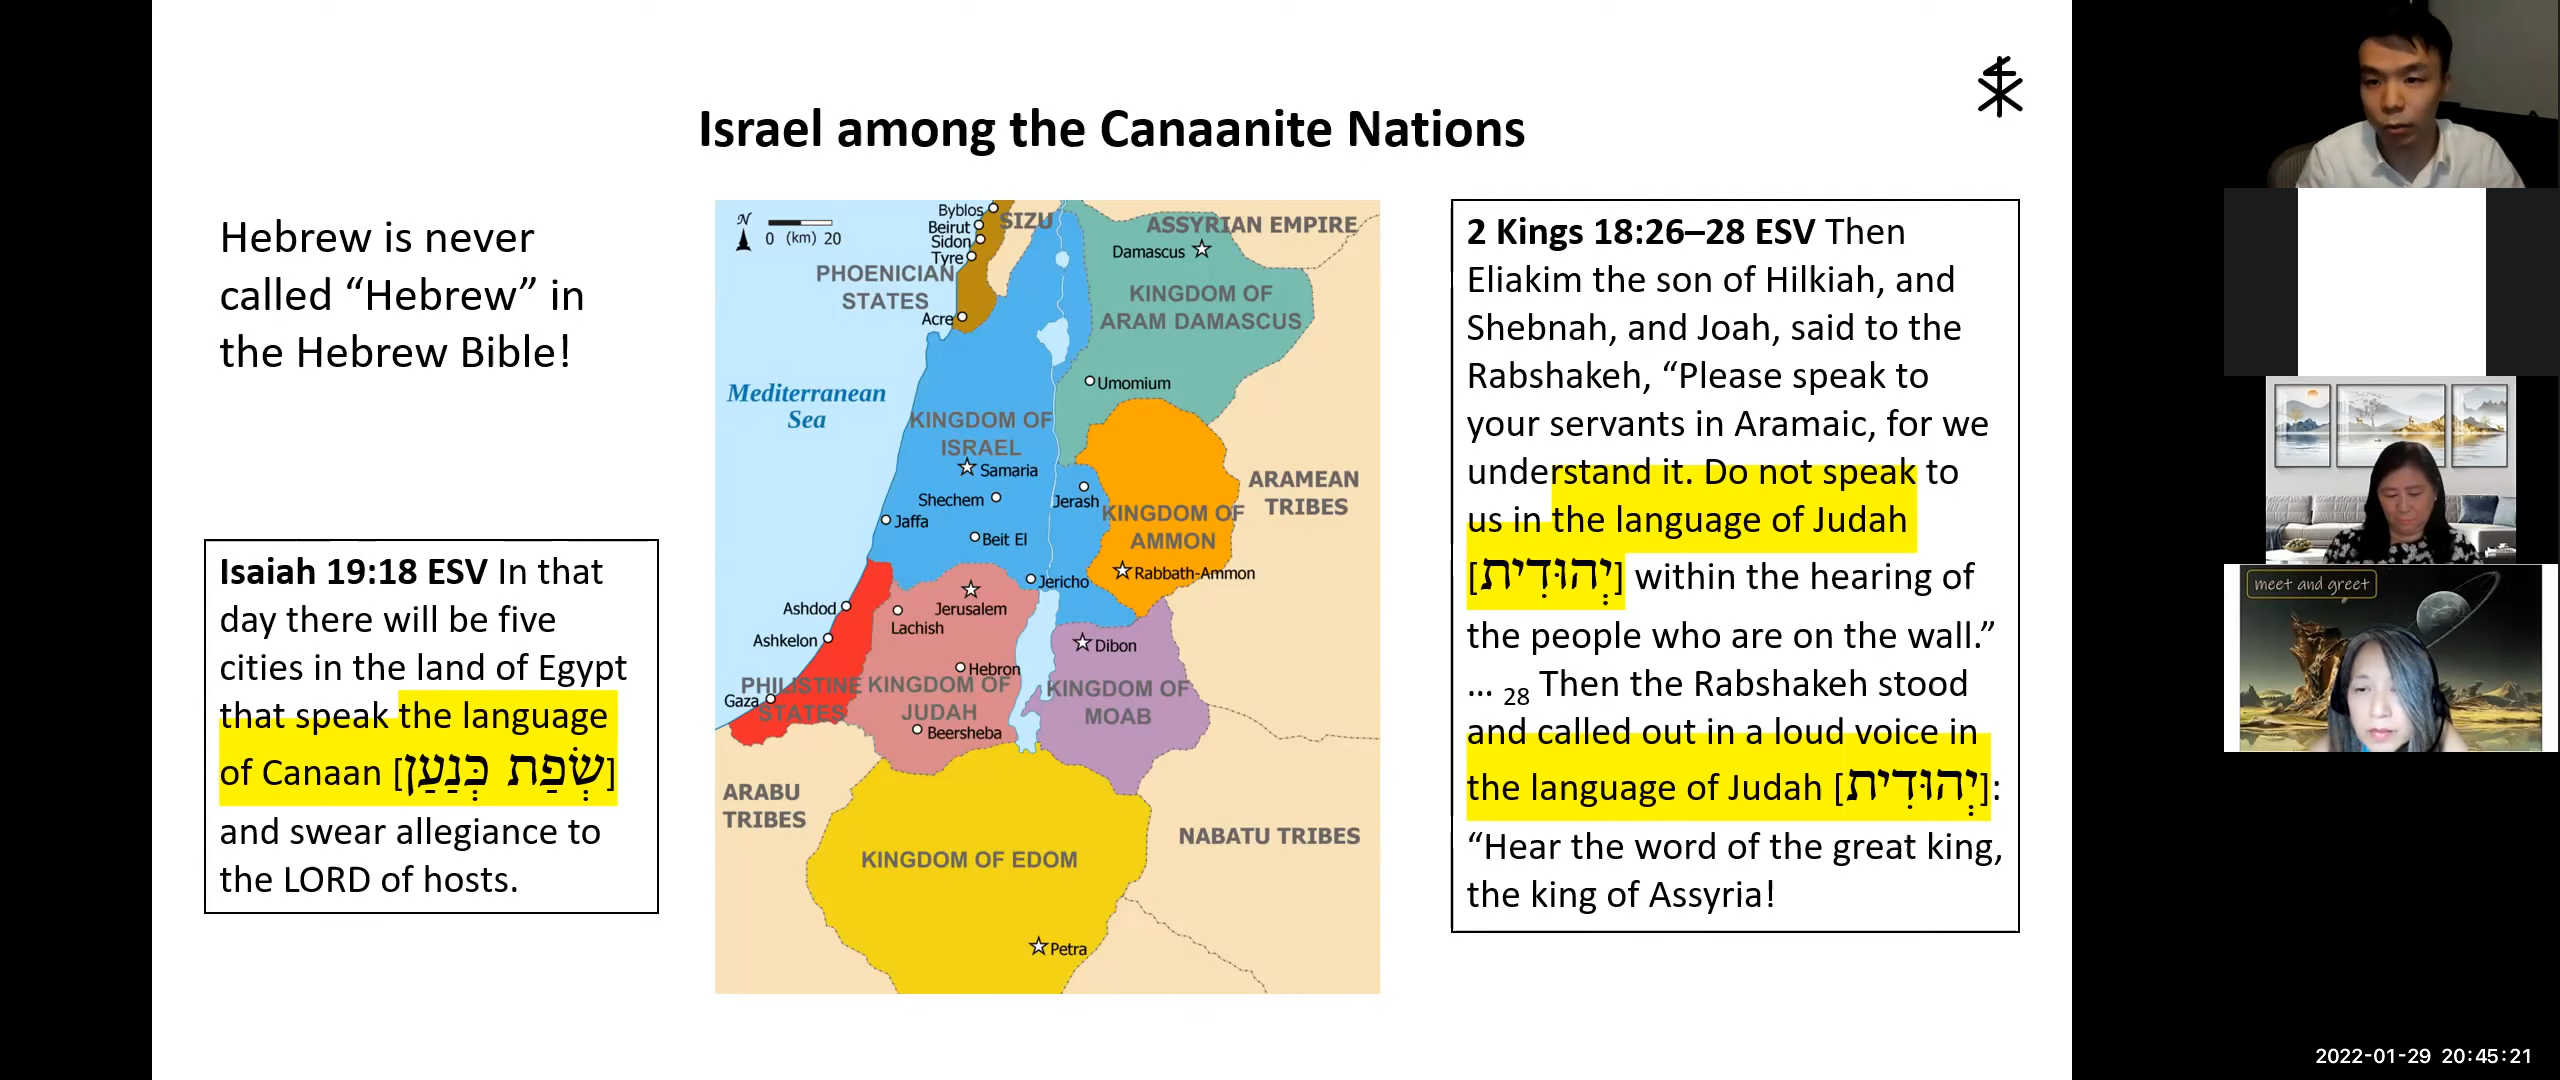 Israel among the Canaanite Nations
Hebrew is never
called “Hebrew” in
the Hebrew Bible!
Isaiah 19:18 ESV In that
day there will be five
cities in the land of Egypt
that speak the language
of Canaan [שְׂפַת כְּנַעַן]
and swear allegiance to
the LORD of hosts.
N
0 (km) 20
Byblos
Beirut
Sidon
Tyre
SIZU
PHOENICIAN
STATES
Acre
ASSYRIAN EMPIRE
Damascus
KINGDOM OF
ARAM DAMASCUS
Umomium
Mediterranean
Sea
KINGDOM OF
ISRAEL
Samaria
Shechem
Jerash
Jaffa
Beit El
KINGDOM OF
AMMON
Rabbath-Ammon
ARAMEAN
TRIBES
Jericho
Jerusalem
Ashdod
Lachish
Ashkelon
Dibon
Hebron
PHILISTINE
STATES
Gaza
KINGDOM OF
JUDAH
Beersheba
KINGDOM OF
MOAB
ARABU
TRIBES
NABATU TRIBES
KINGDOM OF EDOM
Petra
2 Kings 18:26–28 ESV Then
Eliakim the son of Hilkiah, and
Shebnah, and Joah, said to the
Rabshakeh, “Please speak to
your servants in Aramaic, for we
understand it. Do not speak to
us in the language of Judah
[יְהוּדִית] within the hearing of
the people who are on the wall.”
... 28 Then the Rabshakeh stood
and called out in a loud voice in
the language of Judah [יְהוּדִית]:
“Hear the word of the great king,
the king of Assyria!
meet and greet
2022-01-29 20:45:21